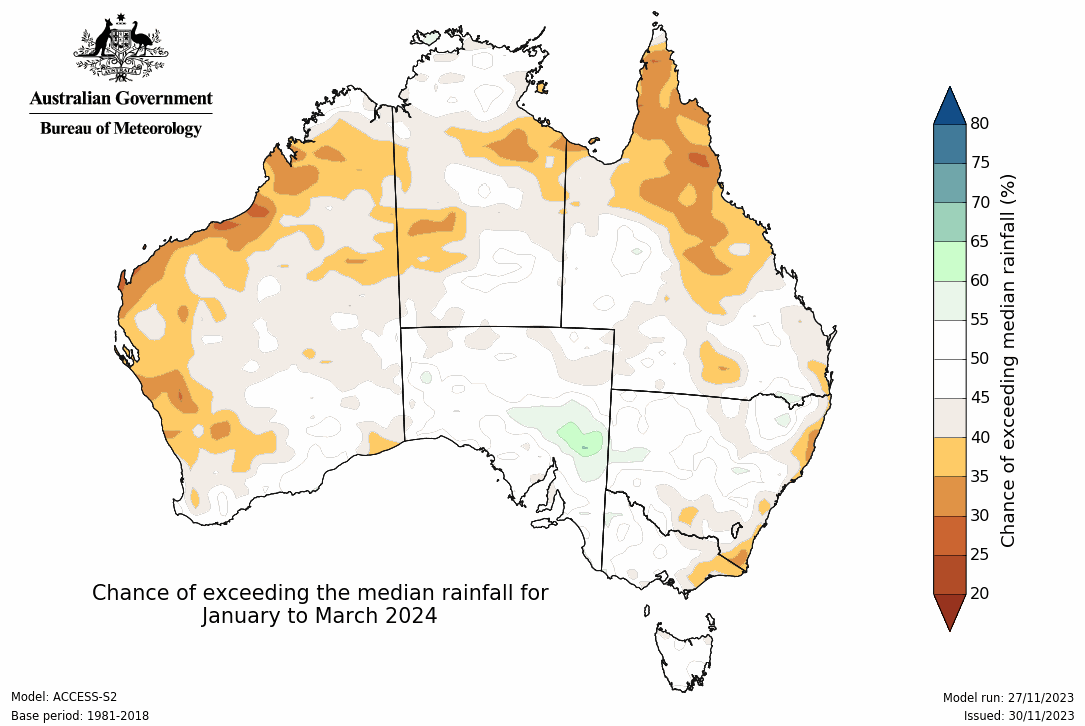 Australian Government
Bureau of Meteorology
80
75
70
65
60
55
50
45
40
35
30
25
20
Chance of exceeding median rainfall (%)
Chance of exceeding the median rainfall for
January to March 2024
Model: ACCESS-S2
Base period: 1981-2018
Model run: 27/11/2023
Issued: 30/11/2023